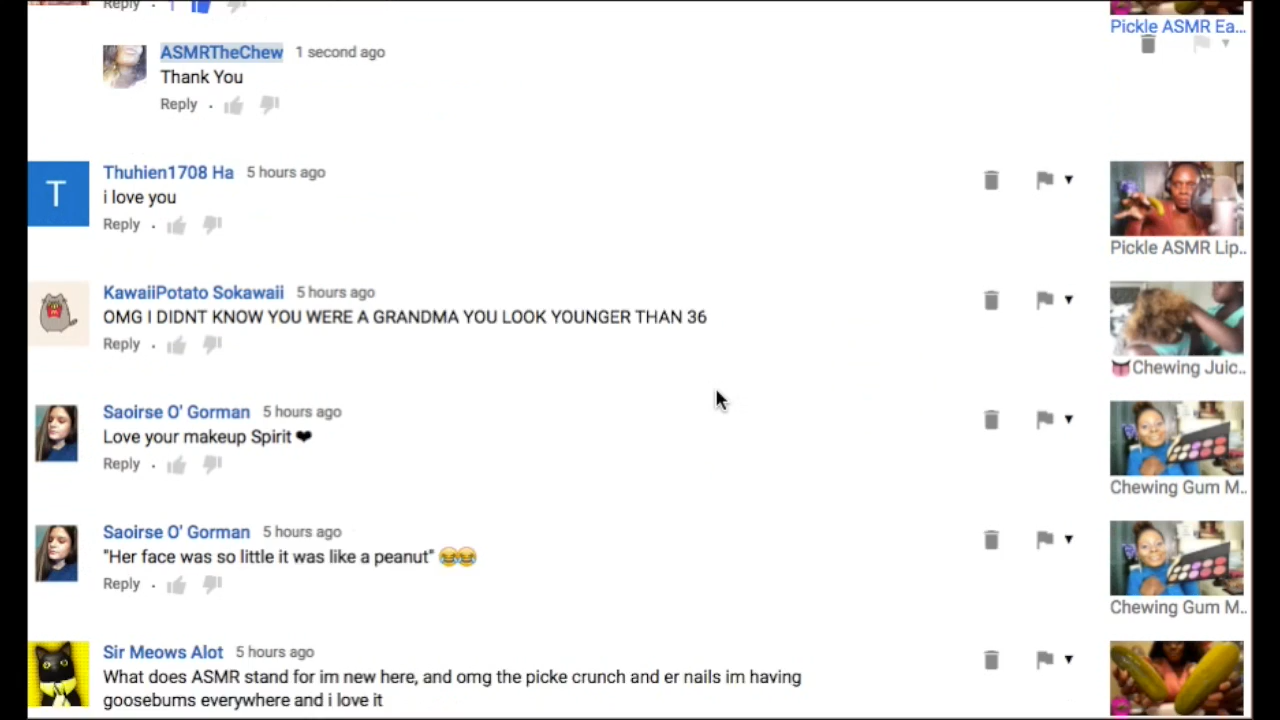 Reply
Pickle ASMR Ea...
ASMRTheChew 1 second ago
Thank You
Reply
T
Thuhien1708 Ha 5 hours ago
i love you
Reply
Pickle ASMR Lip..
KawaiiPotato Sokawaii 5 hours ago
OMG I DIDNT KNOW YOU WERE A GRANDMA YOU LOOK YOUNGER THAN 36
Reply
Chewing Juic..
Saoirse O' Gorman 5 hours ago
Love your makeup Spirit ❤
Reply
Chewing Gum M..
Saoirse O' Gorman 5 hours ago
"Her face was so little it was like a peanut" 😂😂
Reply
Chewing Gum M..
Sir Meows Alot 5 hours ago
What does ASMR stand for im new here, and omg the picke crunch and er nails im having
goosebums everywhere and i love it